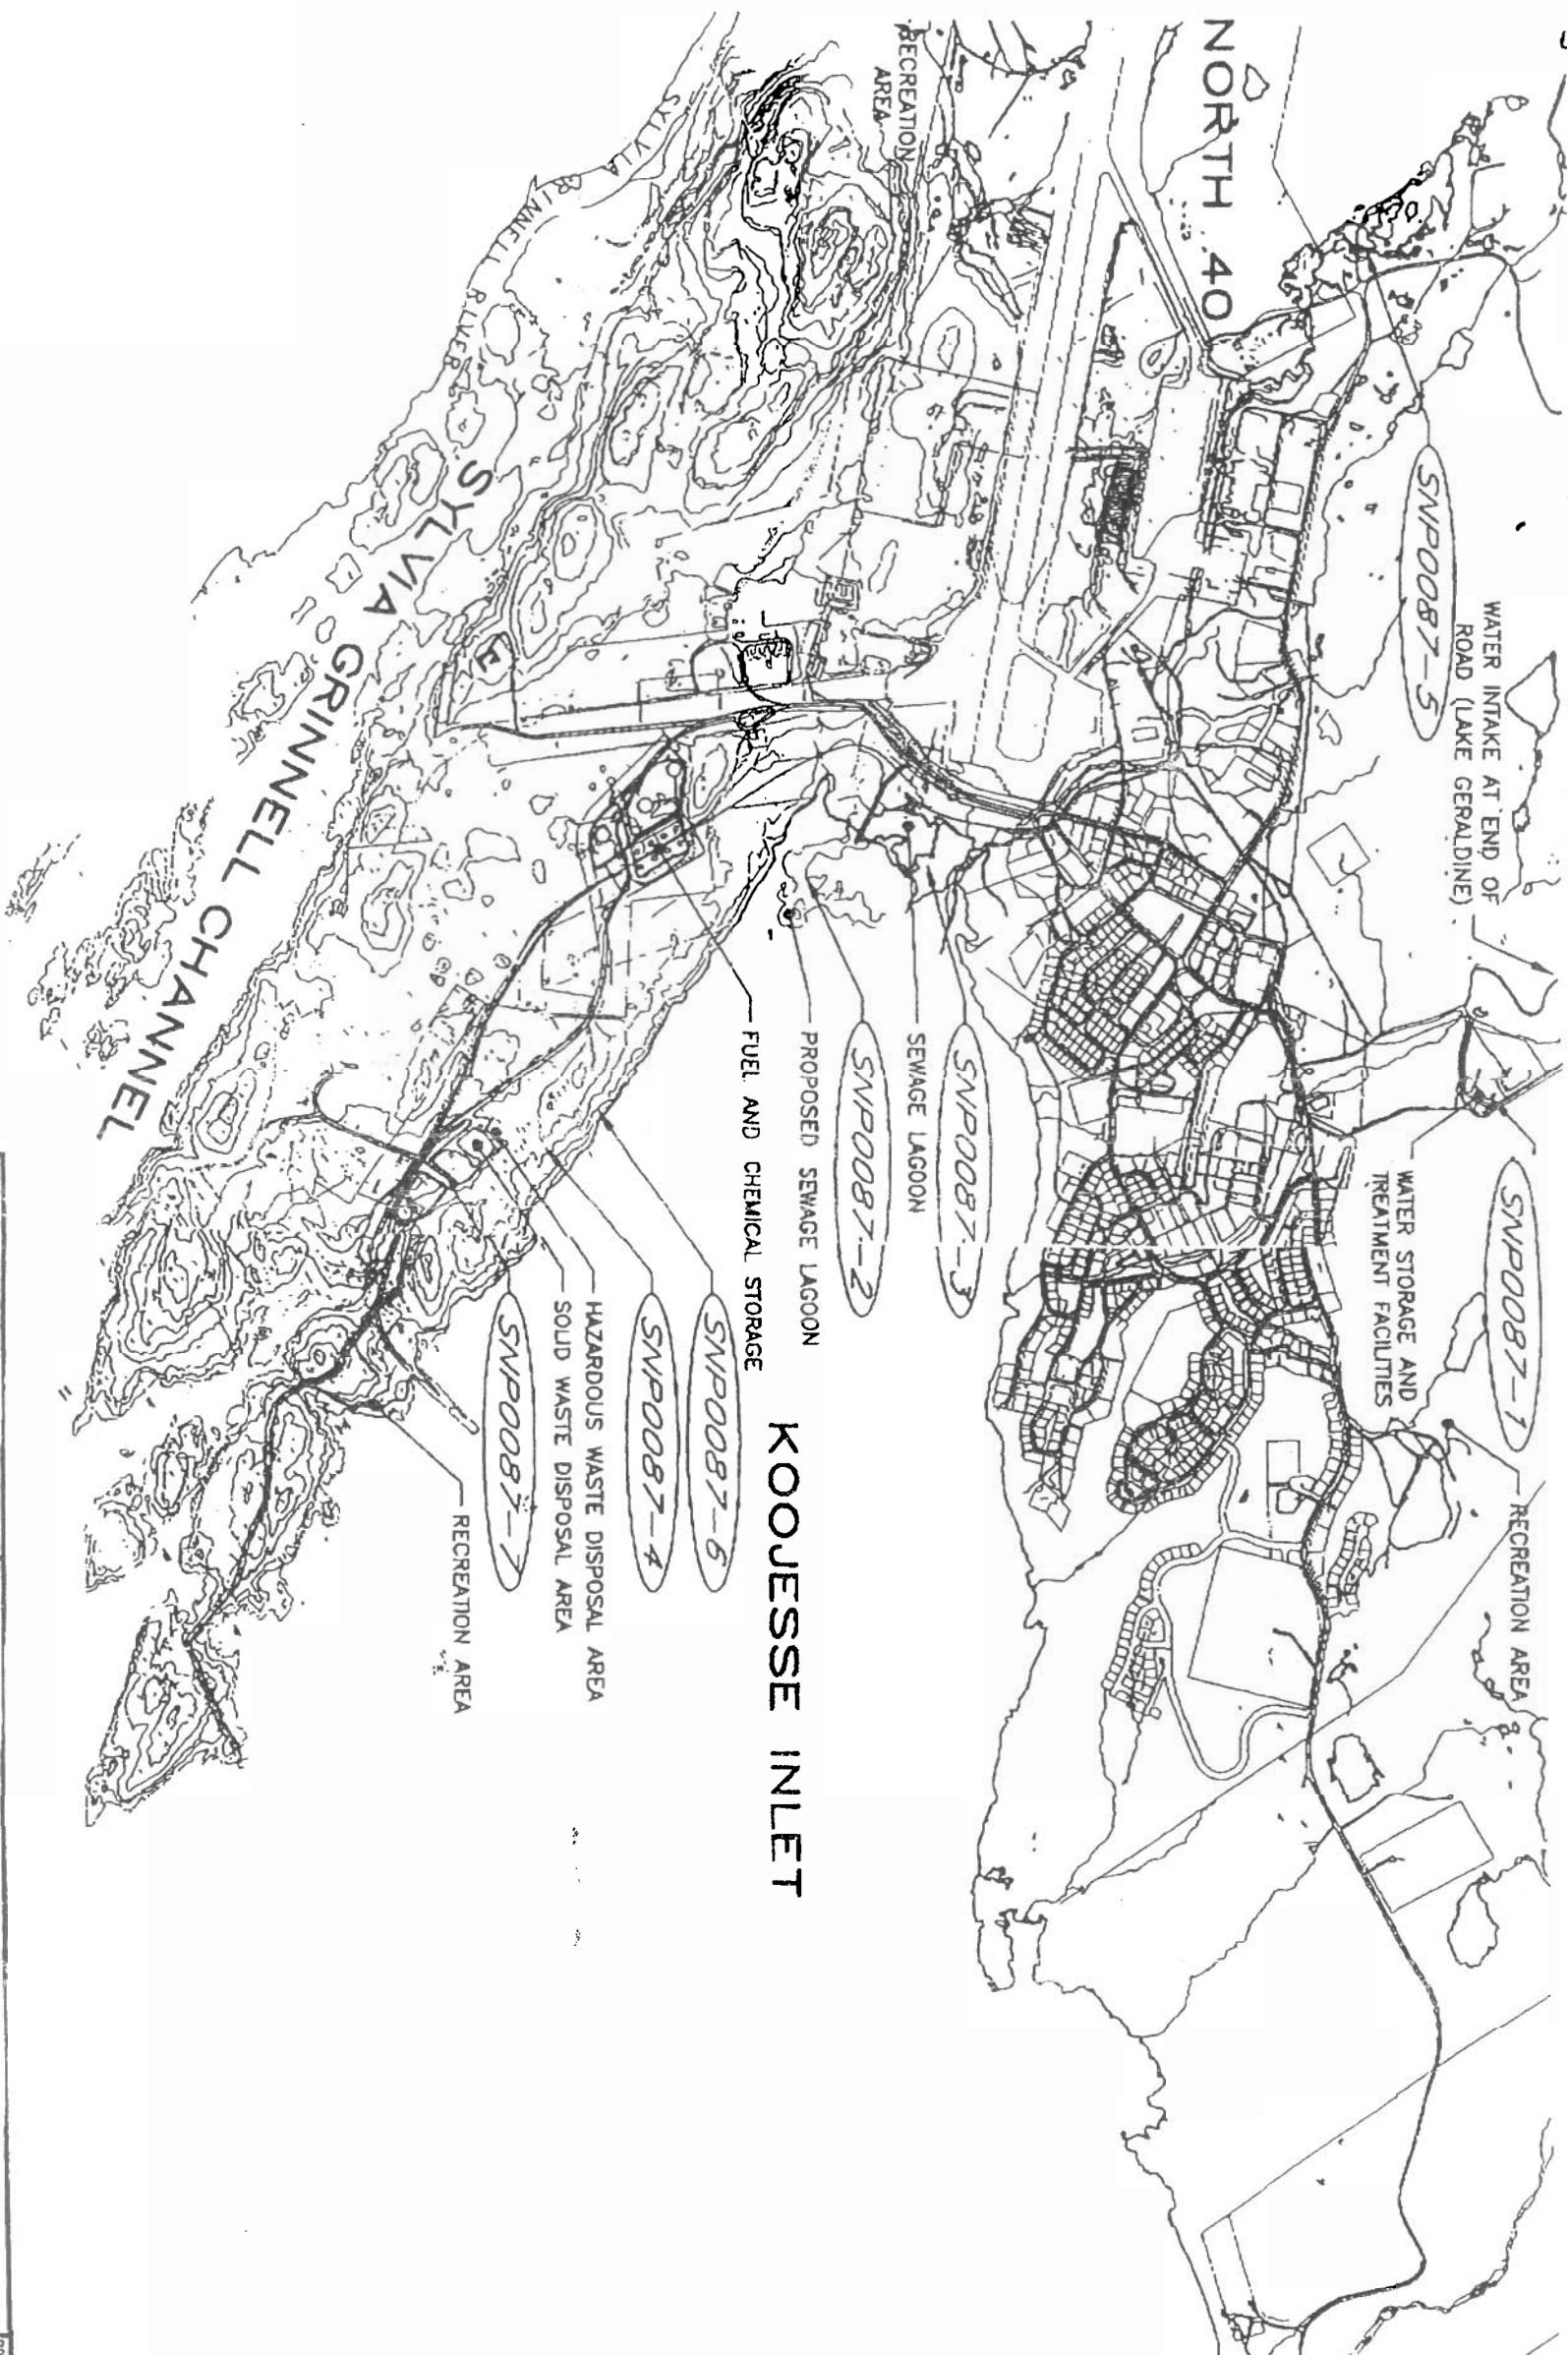 NORTH 40
RECREATION
AREA
SNP0087-5
WATER INTAKE AT END OF
ROAD (LAKE GERALDINE)
SNP0087-1
RECREATION AREA
WATER STORAGE AND
TREATMENT FACILITIES
SNP0087-3
SEWAGE LAGOON
SNP0087-2
PROPOSED SEWAGE LAGOON
FUEL AND CHEMICAL STORAGE
KOOJESSE INLET
SNP0087-6
SNP0087-4
HAZARDOUS WASTE DISPOSAL AREA
SOLID WASTE DISPOSAL AREA
SNP0087-7
RECREATION AREA
SYLVIA GRINNELL RIVER
SYLVIA GRINNELL CHANNEL